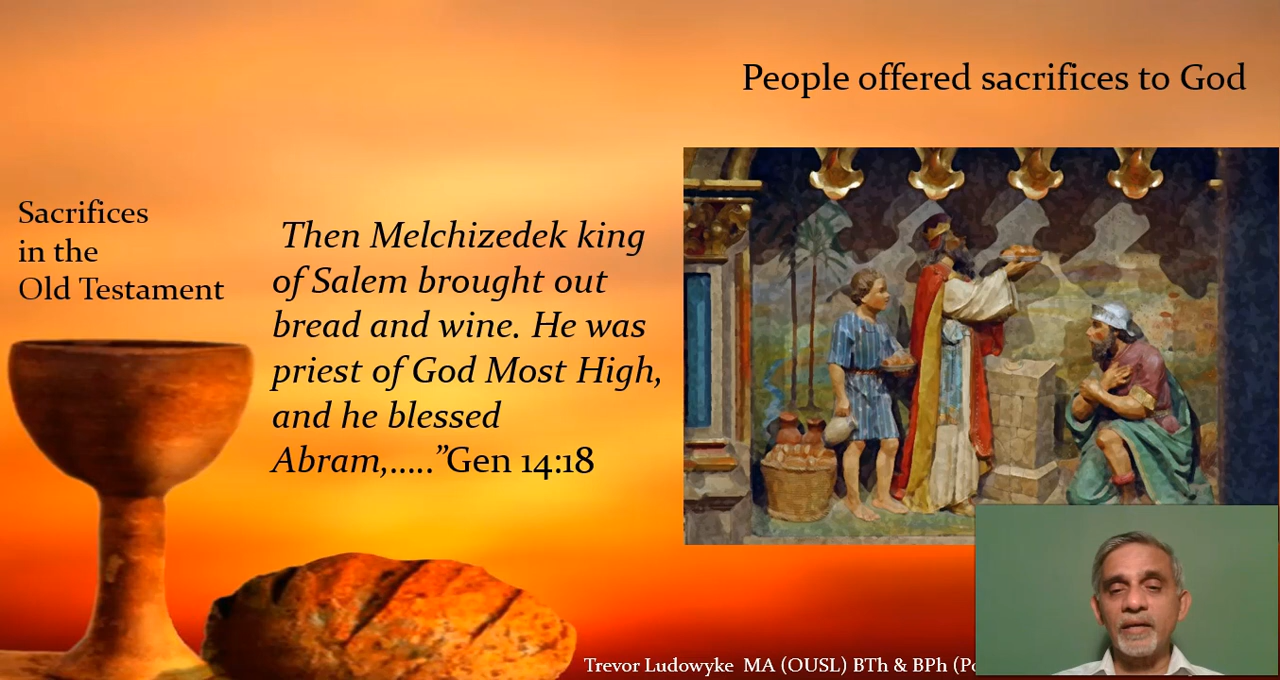 People offered sacrifices to God
Sacrifices
in the
Old Testament
Then Melchizedek king
of Salem brought out
bread and wine. He was
priest of God Most High,
and he blessed
Abram,.....”Gen 14:18
Trevor Ludowyke MA (OUSL) BTh & BPh